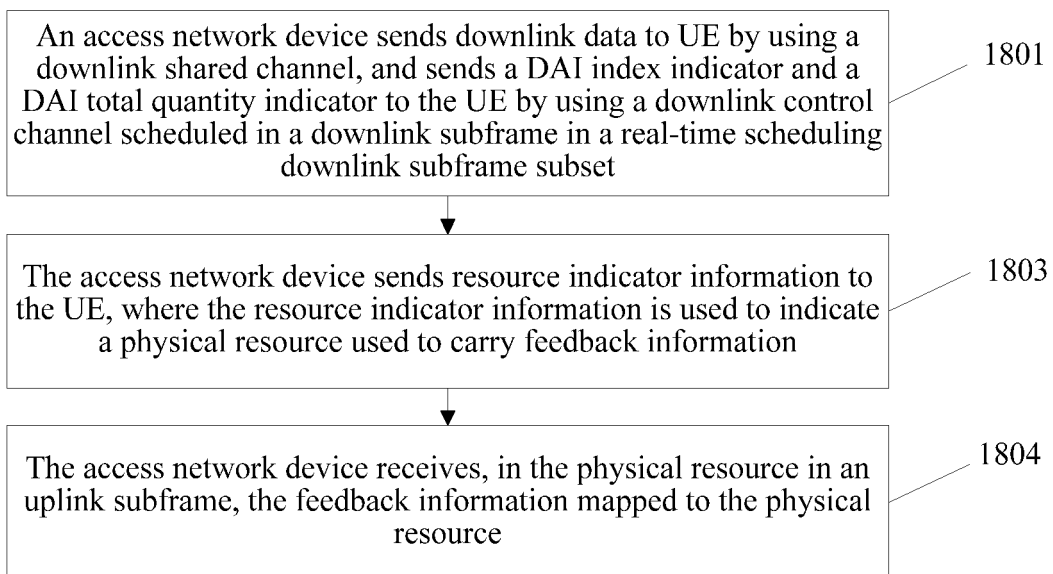 An access network device sends downlink data to UE by using a
downlink shared channel, and sends a DAI index indicator and a
DAI total quantity indicator to the UE by using a downlink control
channel scheduled in a downlink subframe in a real-time scheduling
downlink subframe subset
1801
The access network device sends resource indicator information to
the UE, where the resource indicator information is used to indicate
a physical resource used to carry feedback information
1803
The access network device receives, in the physical resource in an
uplink subframe, the feedback information mapped to the physical
resource
1804